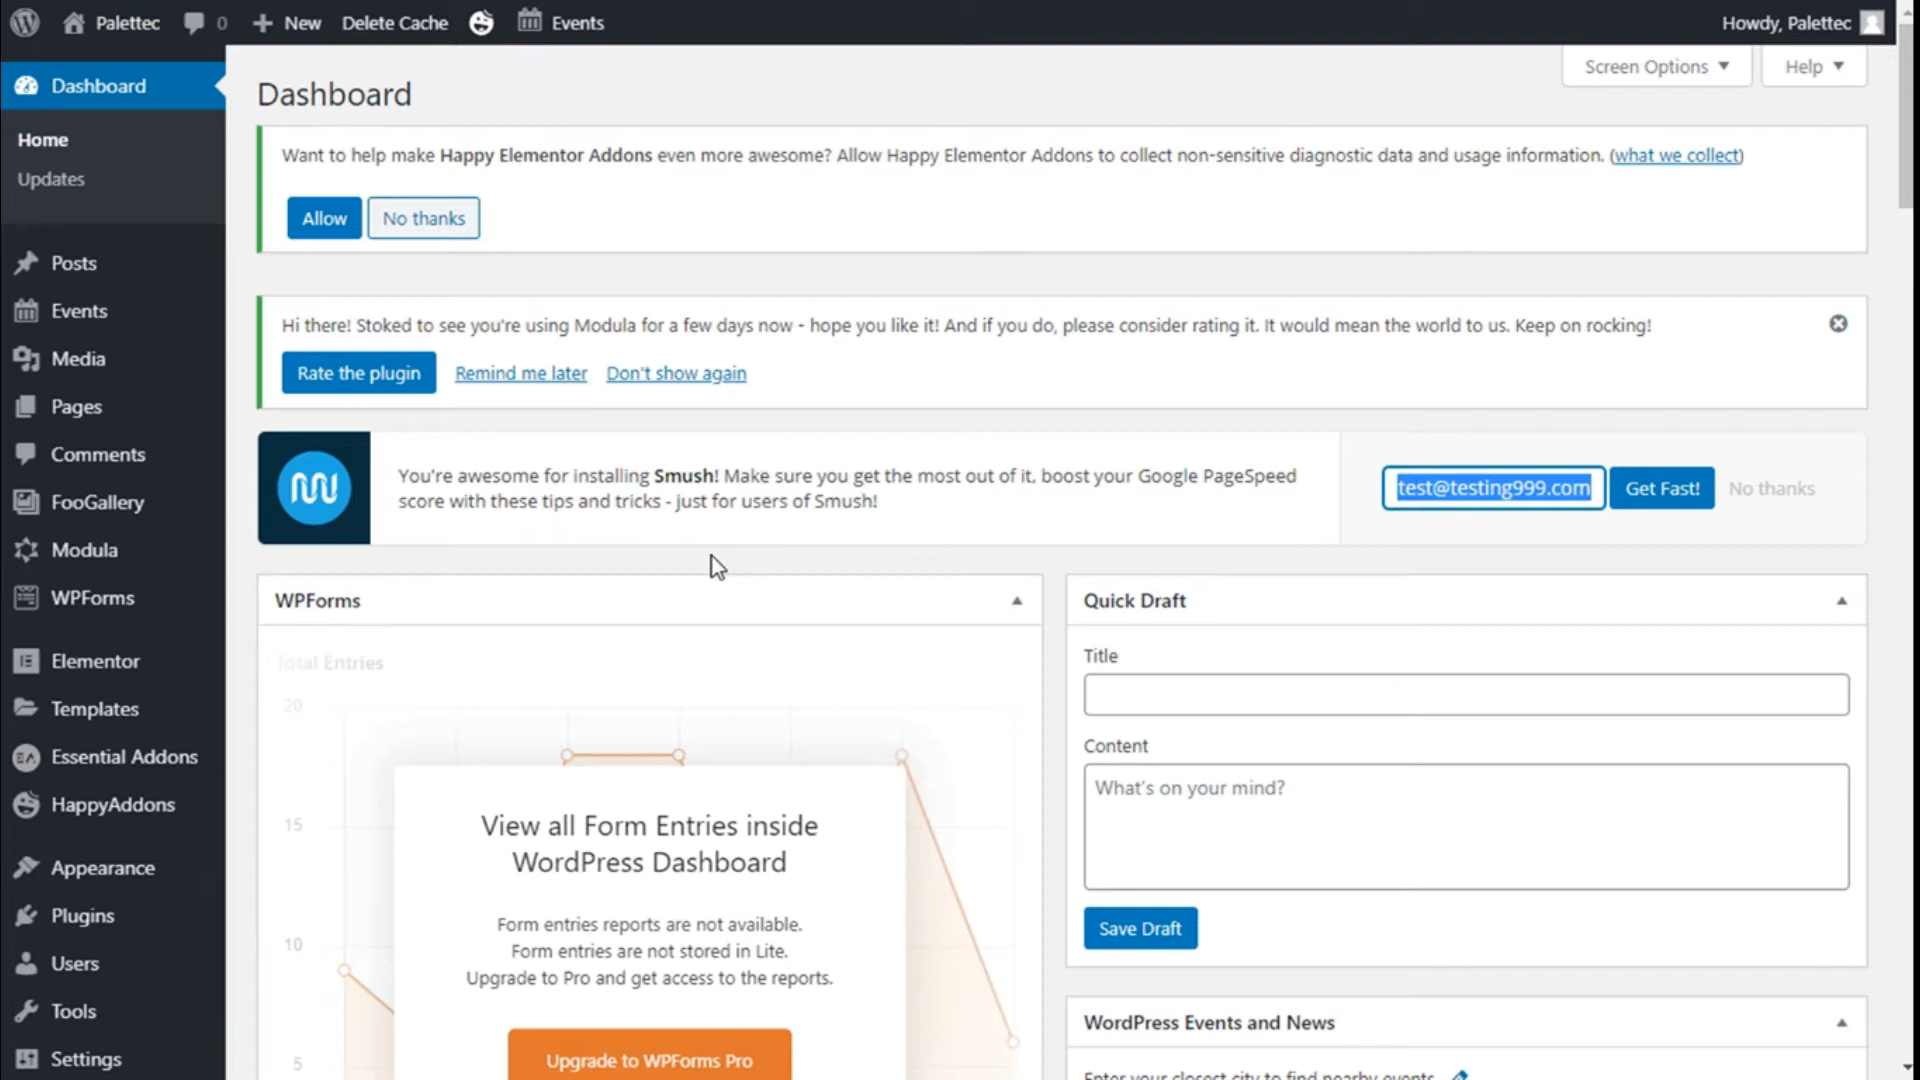 Palettec 0 New Delete Cache Events Howdy, Palettec
Dashboard
Home
Updates
Posts
Events
Media
Pages
Comments
FooGallery
Modula
WPForms
Elementor
Templates
Essential Addons
HappyAddons
Appearance
Plugins
Users
Tools
Settings
Screen Options Help
Dashboard
Want to help make Happy Elementor Addons even more awesome? Allow Happy Elementor Addons to collect non-sensitive diagnostic data and usage information. (what we collect)
Allow No thanks
Hi there! Stoked to see you're using Modula for a few days now - hope you like it! And if you do, please consider rating it. It would mean the world to us. Keep on rocking!
Rate the plugin Remind me later Don't show again
You're awesome for installing Smush! Make sure you get the most out of it, boost your Google PageSpeed
score with these tips and tricks - just for users of Smush!
test@testing999.com Get Fast! No thanks
WPForms
Total Entries
20
15
10
5
View all Form Entries inside
WordPress Dashboard
Form entries reports are not available.
Form entries are not stored in Lite.
Upgrade to Pro and get access to the reports.
Upgrade to WPForms Pro
Quick Draft
Title
Content
What's on your mind?
Save Draft
WordPress Events and News
Enter your closest city to find nearby events.